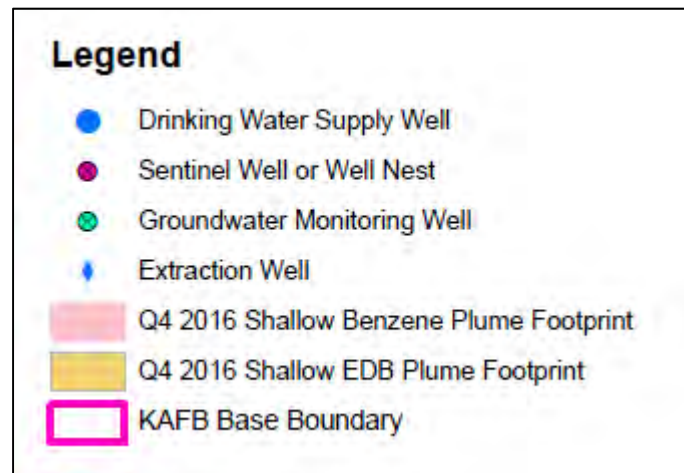 Legend
Drinking Water Supply Well
Sentinel Well or Well Nest
Groundwater Monitoring Well
Extraction Well
Q4 2016 Shallow Benzene Plume Footprint
Q4 2016 Shallow EDB Plume Footprint
KAFB Base Boundary